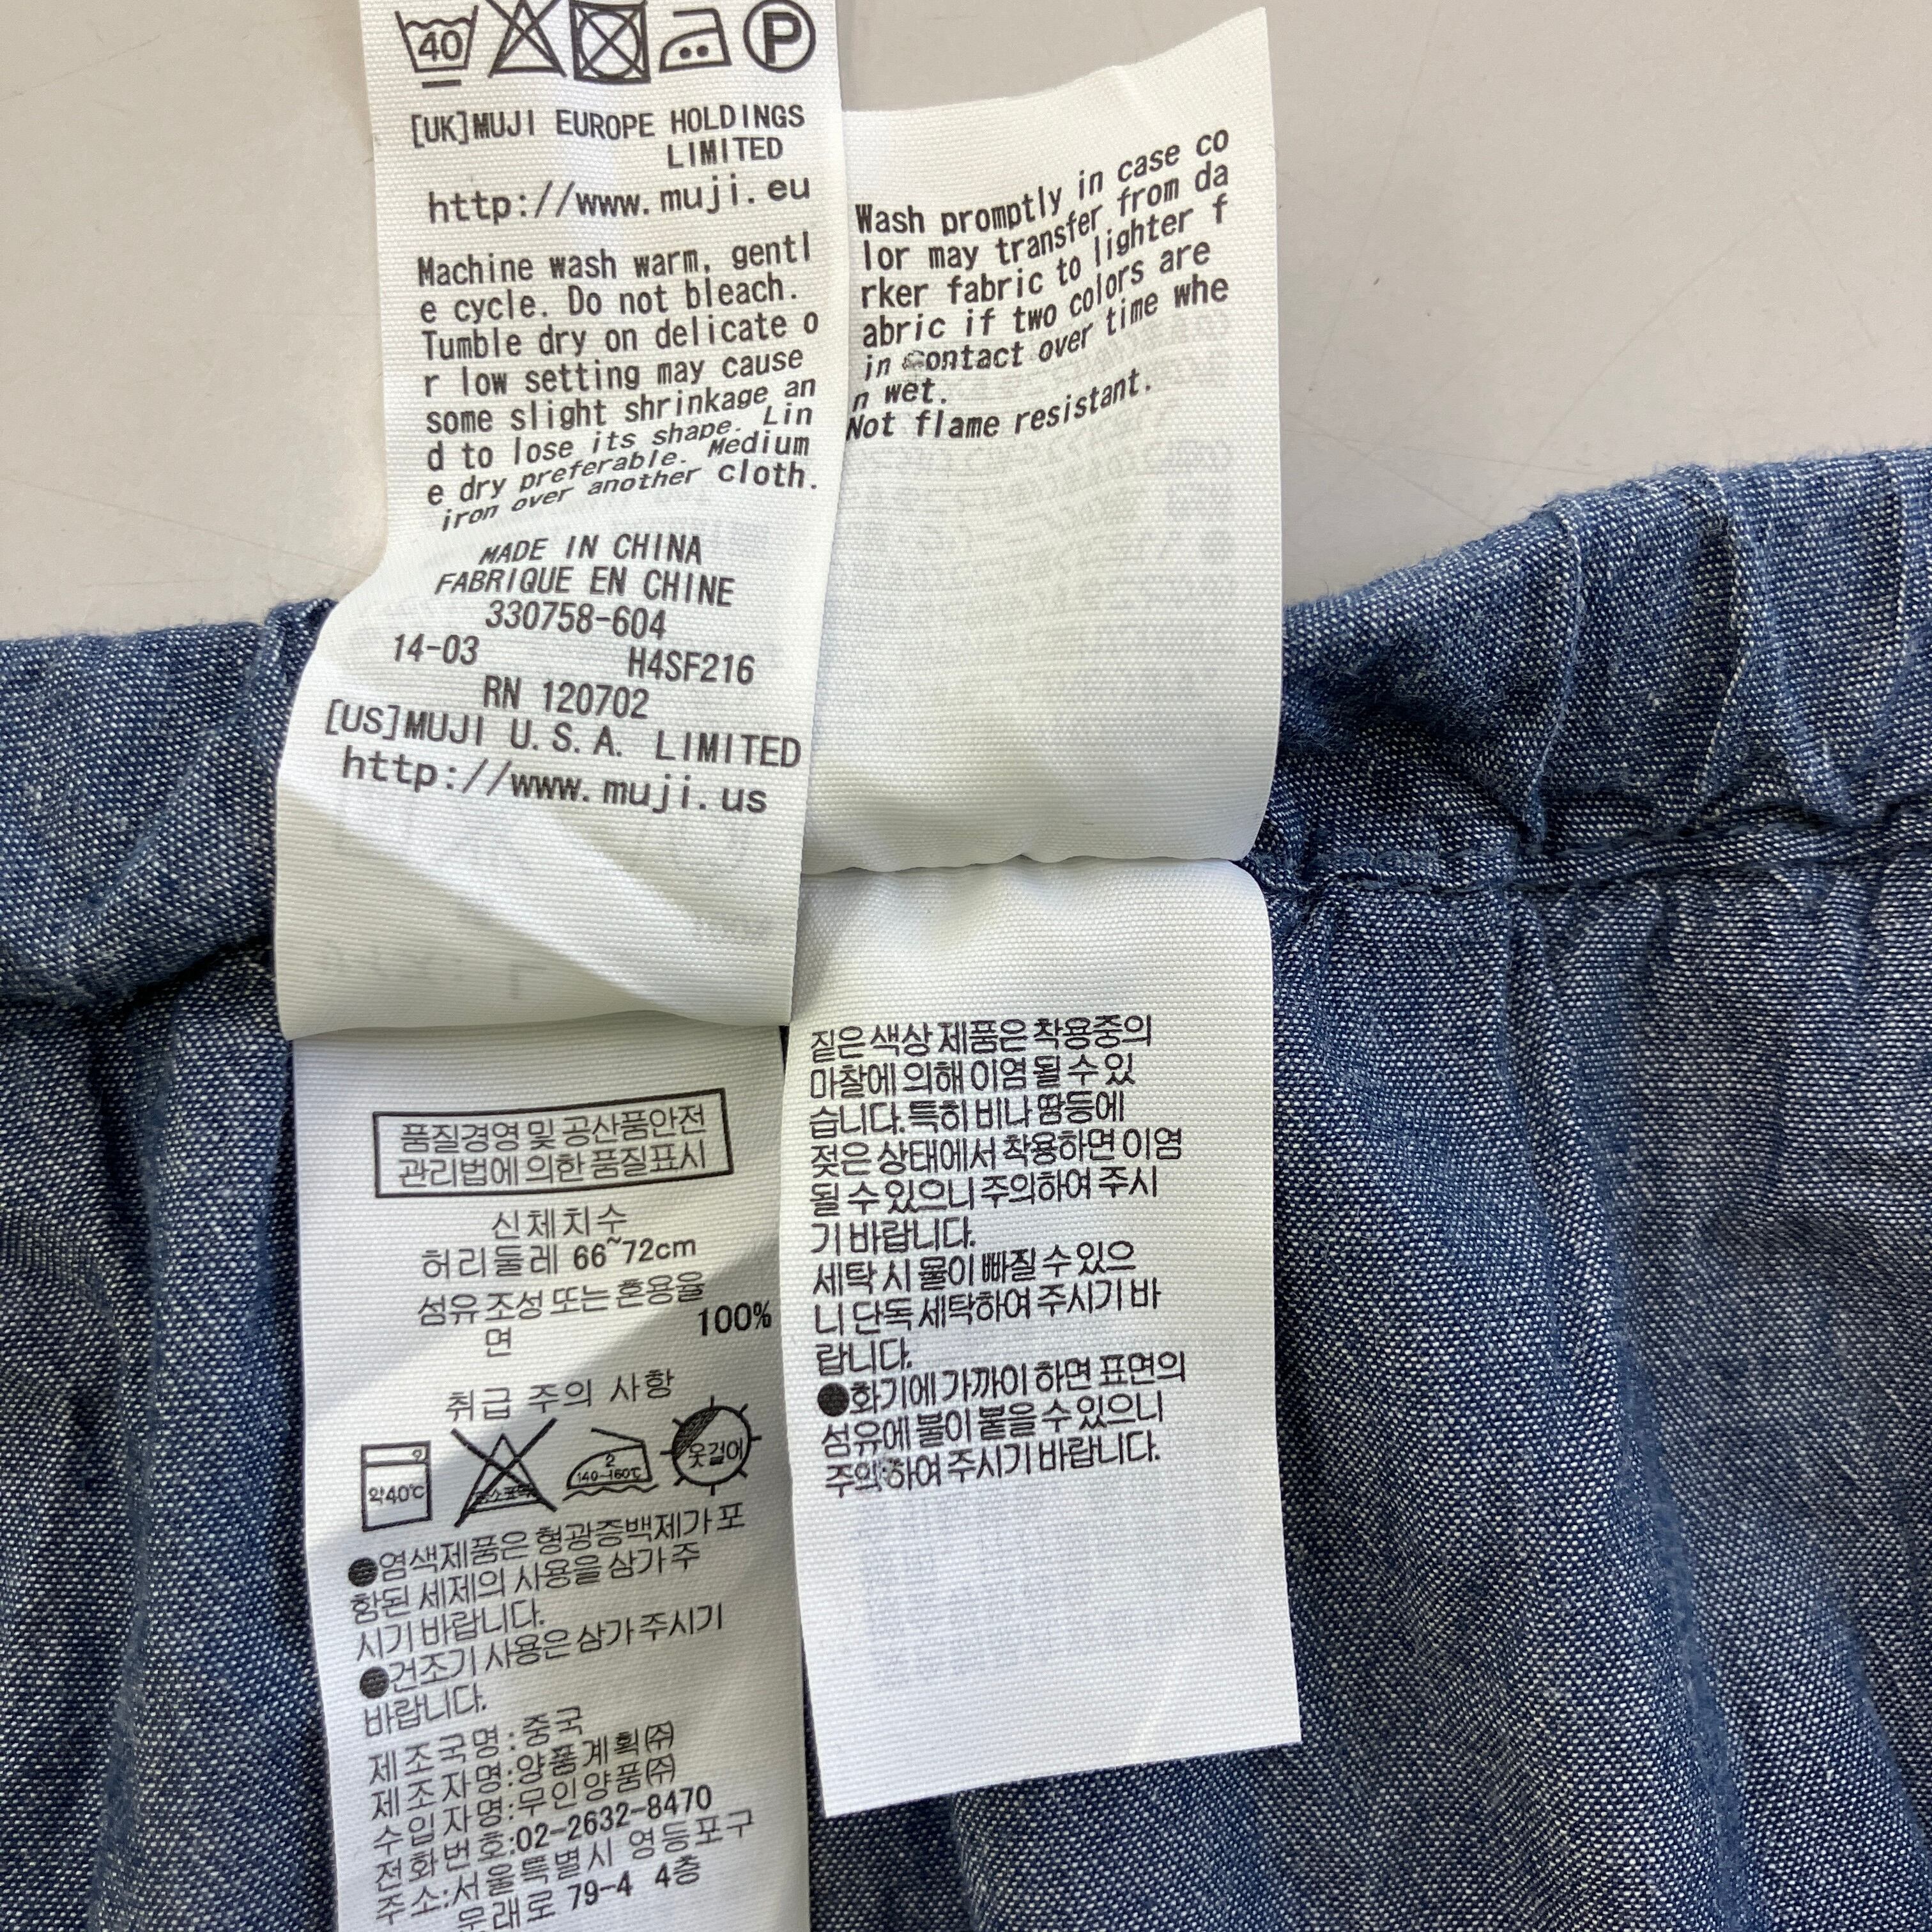 40
P
[UK]MUJI EUROPE HOLDINGS
LIMITED
http://www.muji.eu
Machine wash warm, gentl
e cycle. Do not bleach.
Tumble dry on delicate o
r low setting may cause
some slight shrinkage an
d to lose its shape. Lin
e dry preferable. Medium
iron over another cloth.
MADE IN CHINA
FABRIQUE EN CHINE
330758-604
14-03 H4SF216
RN 120702
[US]MUJI U.S.A. LIMITED
http://www.muji.us
Wash promptly in case co
lor may transfer from da
rker fabric to lighter f
abric if two colors are
in contact over time whe
n wet.
Not flame resistant.
품질경영 및 공산품안전
관리법에 의한 품질표시
신체치수
허리둘레 66~72cm
섬유 조성 또는 혼용율
면 100%
취급 주의 사항
약40℃
2
140~160℃
옷걸이
●염색제품은 형광증백제가 포
함된 세제의 사용을 삼가 주
시기 바랍니다.
●건조기 사용은 삼가 주시기
바랍니다.
제조국명:중국
제조자명:양품계획㈜
수입자명:무인양품㈜
전화번호:02-2632-8470
주소:서울특별시 영등포구
문래로 79-4 4층
짙은 색상 제품은 착용중의
마찰에 의해 이염 될 수 있
습니다.특히 비나 땀등에
젖은 상태에서 착용하면 이염
될 수 있으니 주의하여 주시
기 바랍니다.
세탁 시 물이 빠질 수 있으
니 단독 세탁하여 주시기 바
랍니다.
●화기에 가까이 하면 표면의
섬유에 불이 붙을 수 있으니
주의하여 주시기 바랍니다.